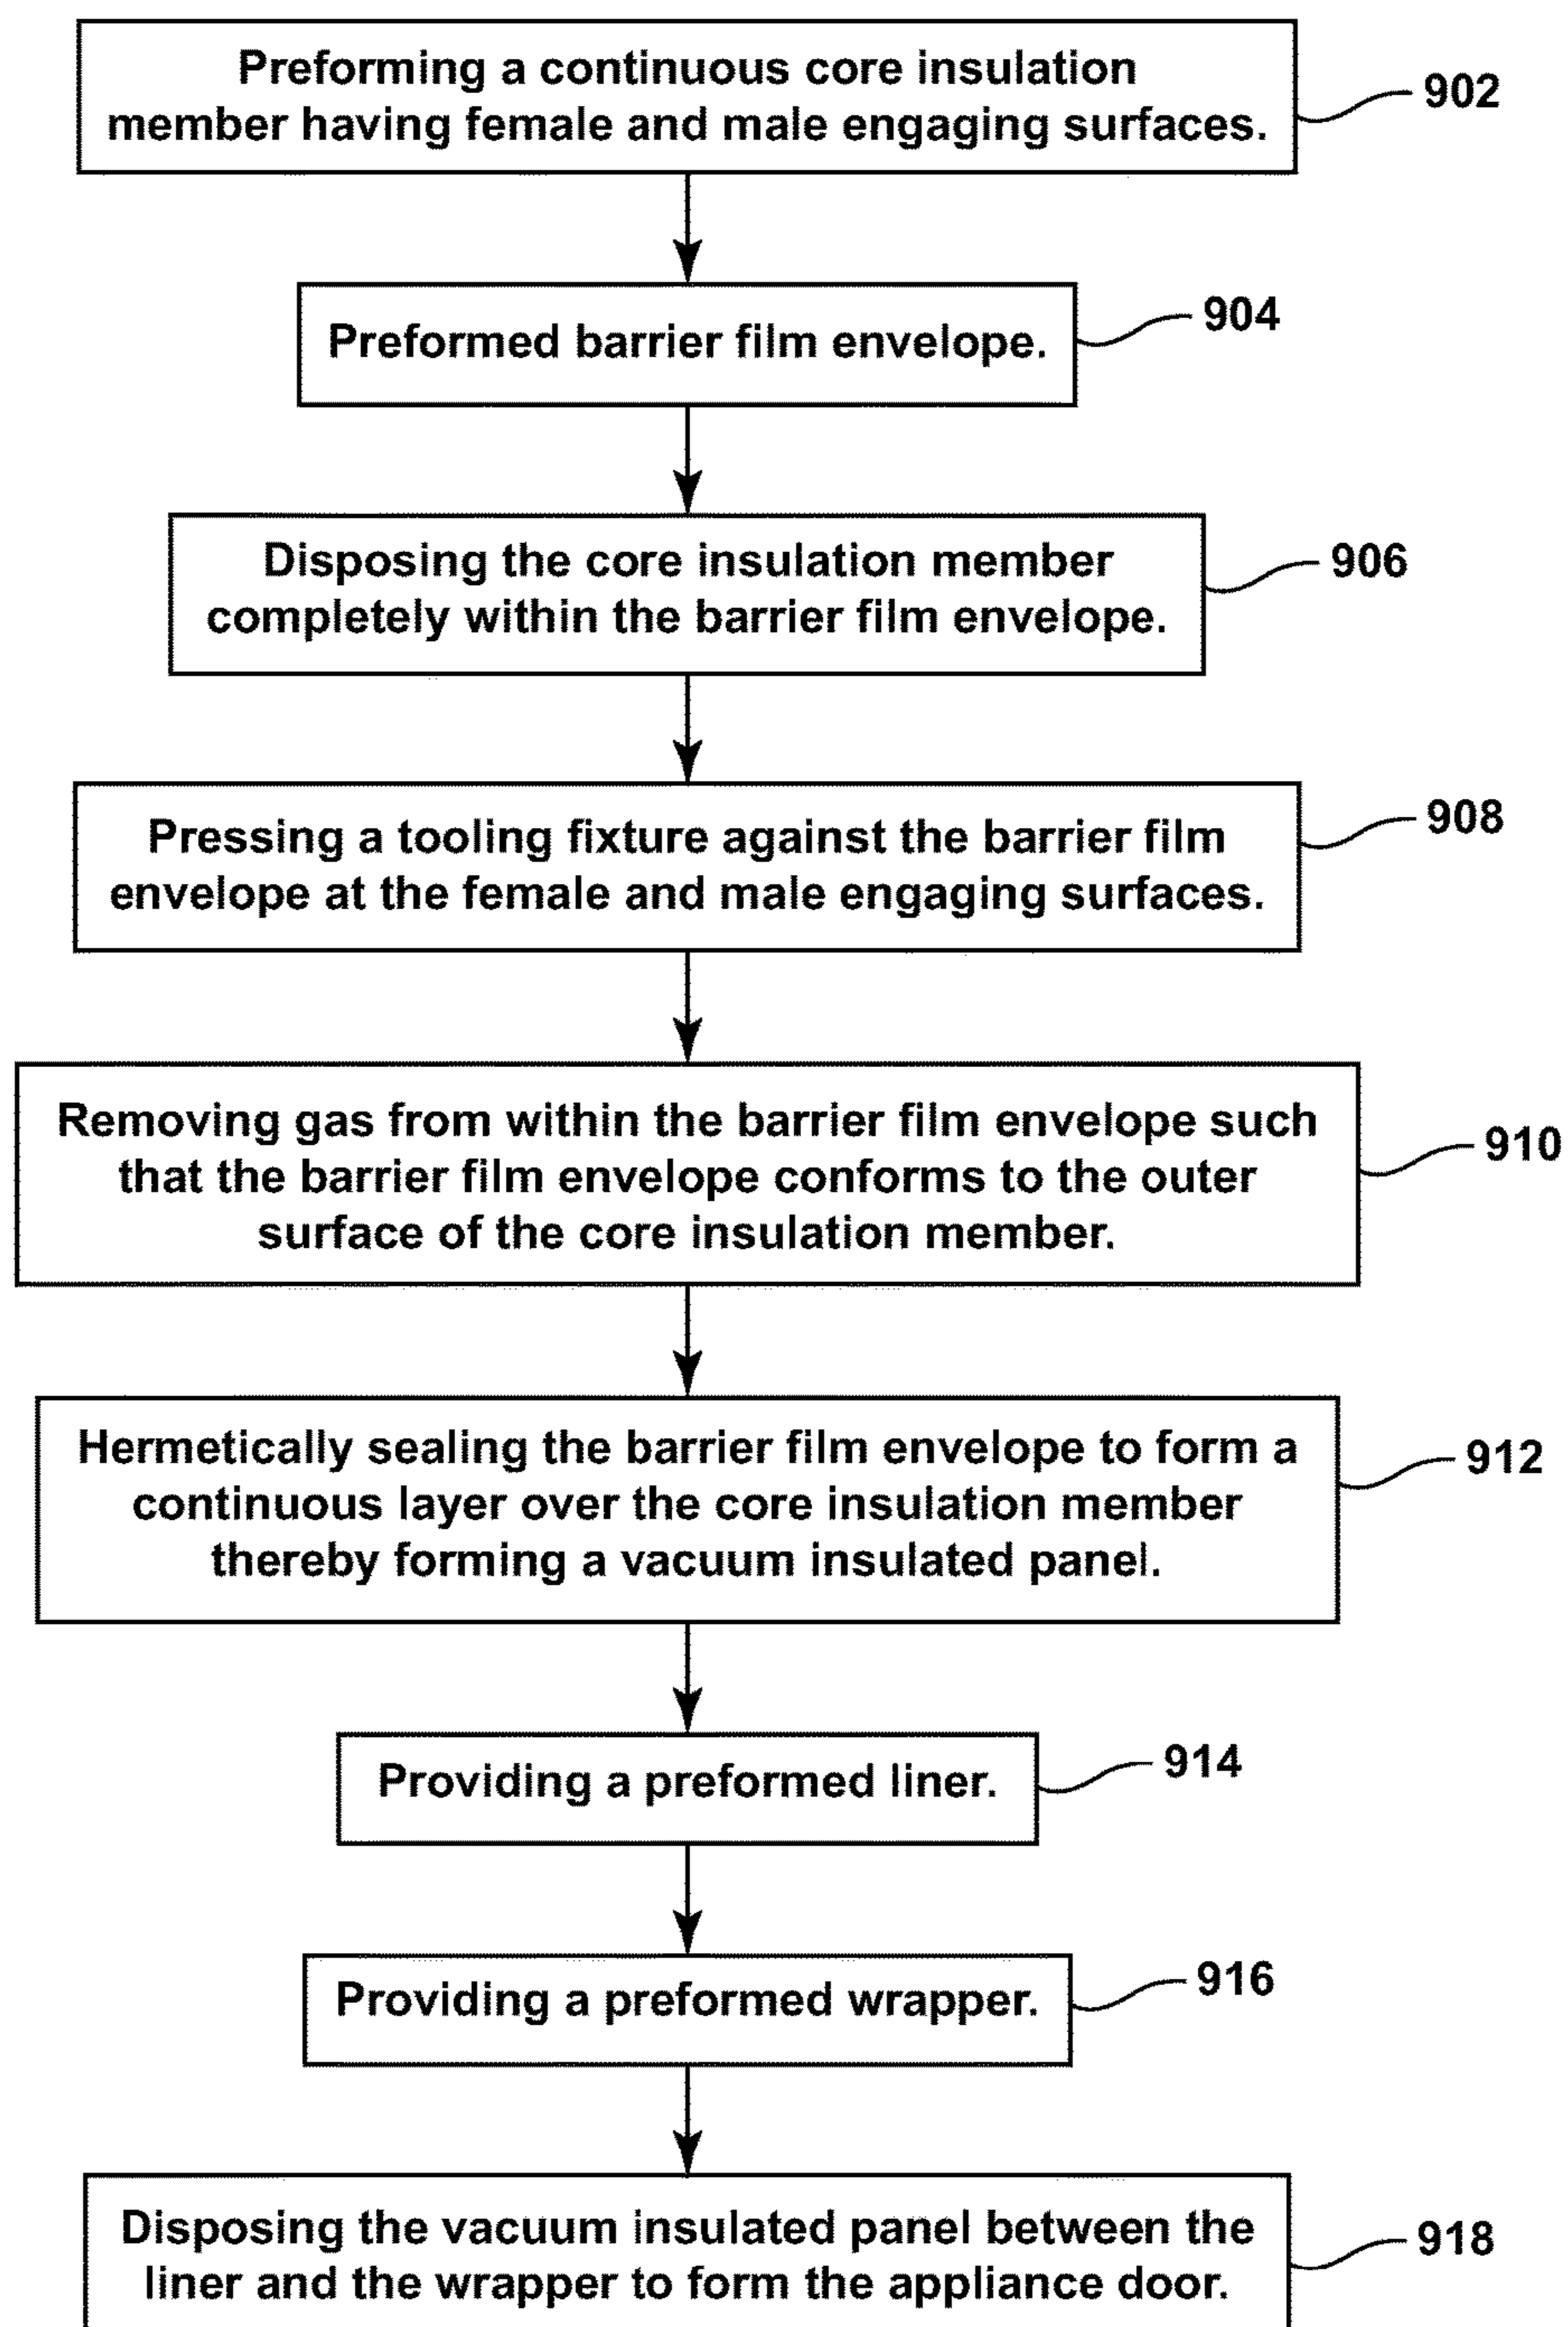 Preforming a continuous core insulation
member having female and male engaging surfaces.
902
Preformed barrier film envelope.
904
Disposing the core insulation member
completely within the barrier film envelope.
906
Pressing a tooling fixture against the barrier film
envelope at the female and male engaging surfaces.
908
Removing gas from within the barrier film envelope such
that the barrier film envelope conforms to the outer
surface of the core insulation member.
910
Hermetically sealing the barrier film envelope to form a
continuous layer over the core insulation member
thereby forming a vacuum insulated panel.
912
Providing a preformed liner.
914
Providing a preformed wrapper.
916
Disposing the vacuum insulated panel between the
liner and the wrapper to form the appliance door.
918